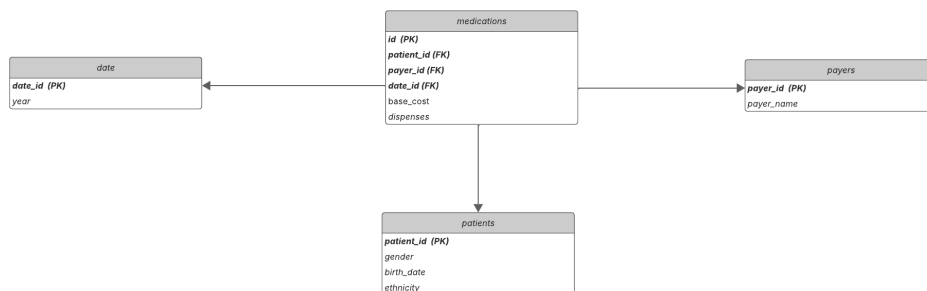 medications
id (PK)
patient_id (FK)
payer_id (FK)
date_id (FK)
base_cost
dispenses
date
date_id (PK)
year
payers
payer_id (PK)
payer_name
patients
patient_id (PK)
gender
birth_date
ethnicity